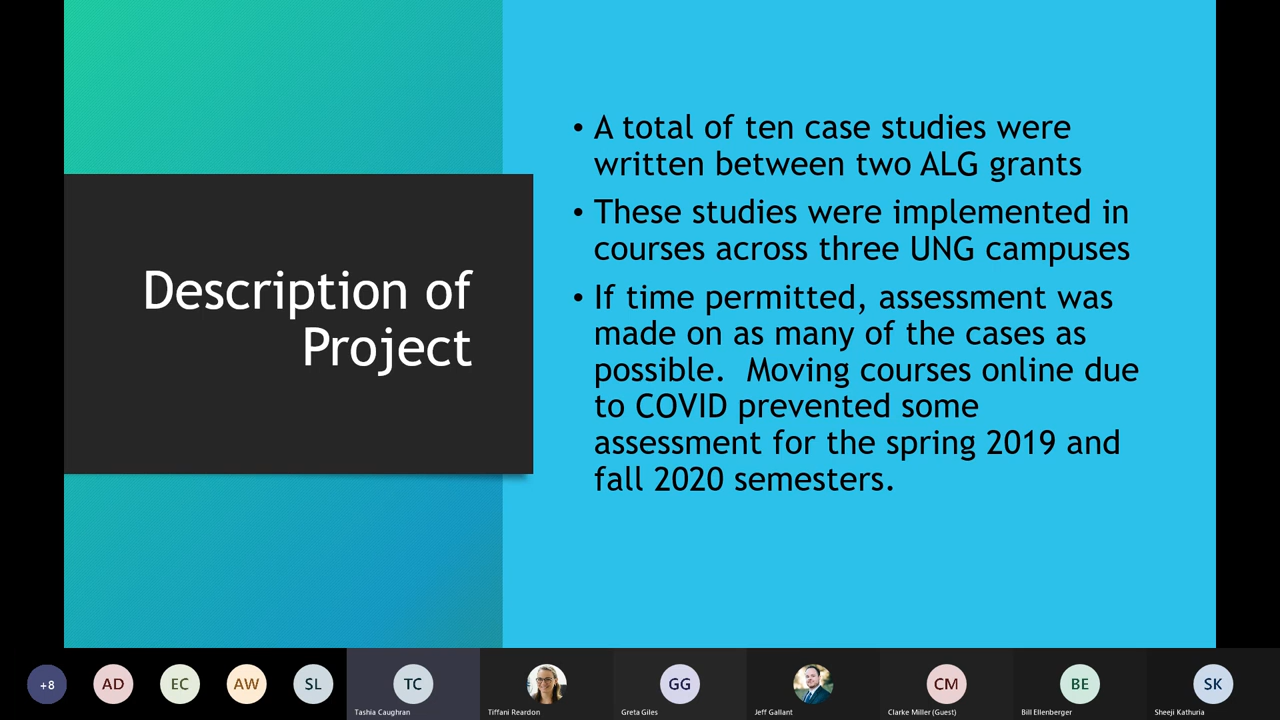 Description of
Project
• A total of ten case studies were
written between two ALG grants
• These studies were implemented in
courses across three UNG campuses
• If time permitted, assessment was
made on as many of the cases as
possible.  Moving courses online due
to COVID prevented some
assessment for the spring 2019 and
fall 2020 semesters.
+8
AD
EC
AW
SL
TC
GG
CM
BE
SK
Tashia Caughran
Tiffani Reardon
Greta Giles
Jeff Gallant
Clarke Miller (Guest)
Bill Ellenberger
Sheeji Kathuria